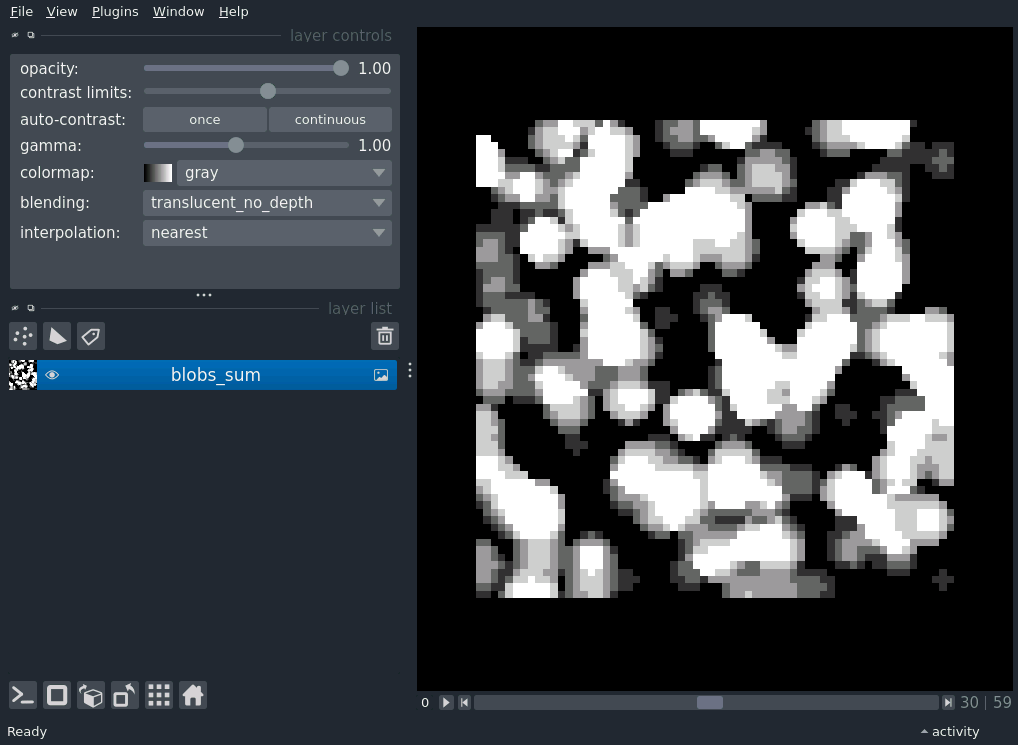 File View Plugins Window Help
layer controls
opacity: 1.00
contrast limits:
auto-contrast: once continuous
gamma: 1.00
colormap: gray
blending: translucent_no_depth
interpolation: nearest
layer list
blobs_sum
0 30 | 59
Ready activity